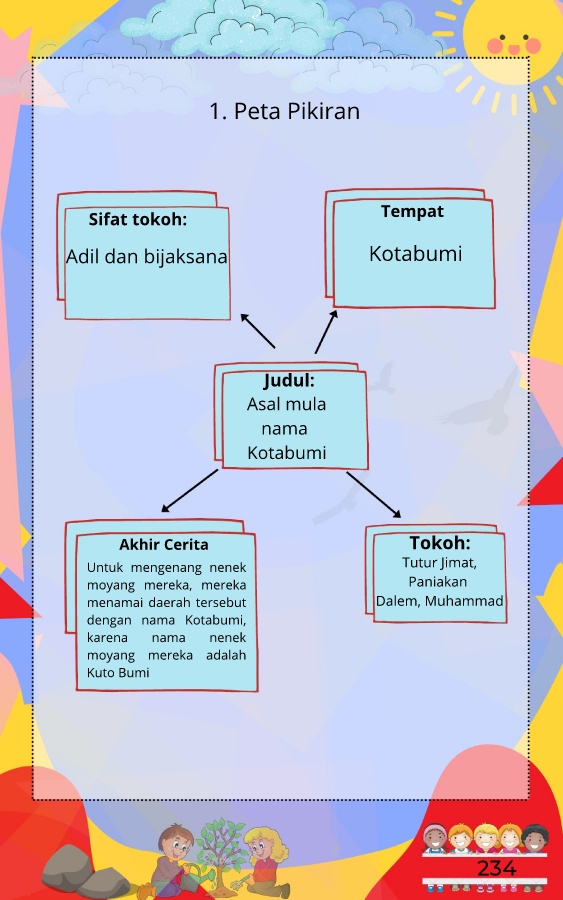 1. Peta Pikiran
Sifat tokoh:
Adil dan bijaksana
Tempat
Kotabumi
Judul:
Asal mula
nama
Kotabumi
Akhir Cerita
Untuk mengenang nenek
moyang mereka, mereka
menamai daerah tersebut
dengan nama Kotabumi,
karena nama nenek
moyang mereka adalah
Kuto Bumi
Tokoh:
Tutur Jimat,
Paniakan
Dalem, Muhammad
234